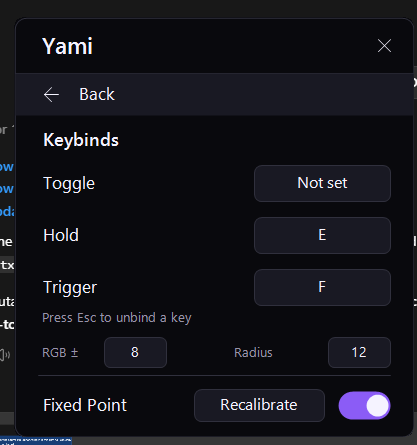 Yami
Back
Keybinds
Toggle Not set
Hold E
Trigger F
Press Esc to unbind a key
RGB ± 8 Radius 12
Fixed Point Recalibrate